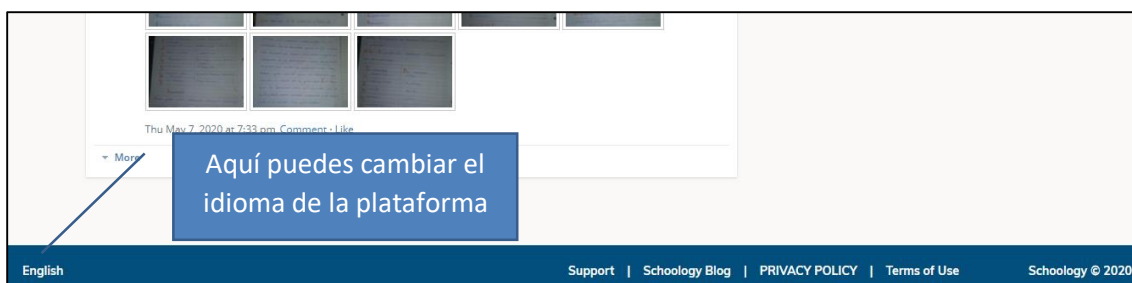 Thu May 7, 2020 at 7:33 pm Comment · Like
More
Aquí puedes cambiar el
idioma de la plataforma
English Support | Schoology Blog | PRIVACY POLICY | Terms of Use Schoology © 2020